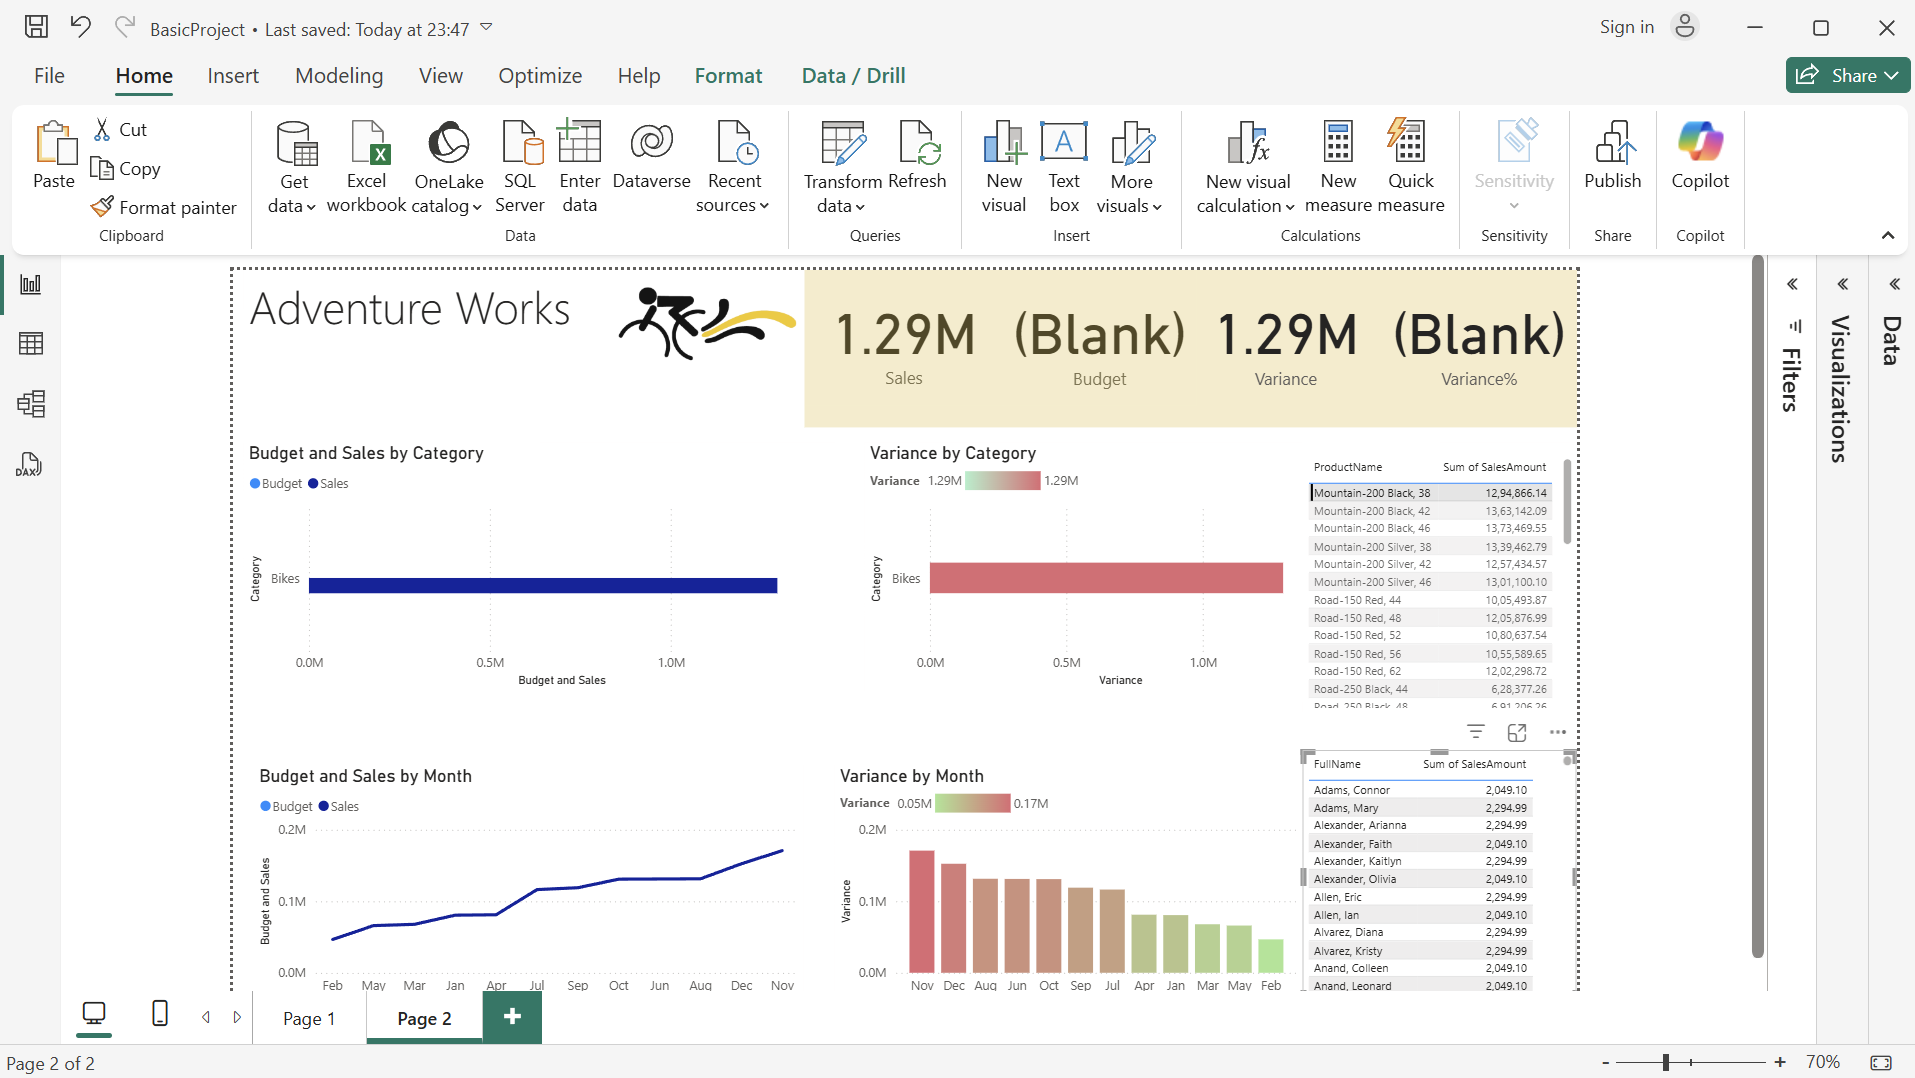 BasicProject • Last saved: Today at 23:47
Sign in
File Home Insert Modeling View Optimize Help Format Data / Drill
Share
Paste
Cut
Copy
Format painter
Clipboard
Get data
Excel workbook
OneLake catalog
SQL Server
Enter data
Dataverse
Recent sources
Data
Transform data
Refresh
Queries
New visual
Text box
More visuals
Insert
New visual calculation
New measure
Quick measure
Calculations
Sensitivity
Sensitivity
Publish
Share
Copilot
Copilot
DAX
Adventure Works
1.29M (Blank) 1.29M (Blank)
Sales Budget Variance Variance%
Budget and Sales by Category
Budget Sales
Category
Bikes
0.0M 0.5M 1.0M
Budget and Sales
Variance by Category
Variance 1.29M 1.29M
Category
Bikes
0.0M 0.5M 1.0M
Variance
ProductName Sum of SalesAmount
Mountain-200 Black, 38 12,94,866.14
Mountain-200 Black, 42 13,63,142.09
Mountain-200 Black, 46 13,73,469.55
Mountain-200 Silver, 38 13,39,462.79
Mountain-200 Silver, 42 12,57,434.57
Mountain-200 Silver, 46 13,01,100.10
Road-150 Red, 44 10,05,493.87
Road-150 Red, 48 12,05,876.99
Road-150 Red, 52 10,80,637.54
Road-150 Red, 56 10,55,589.65
Road-150 Red, 62 12,02,298.72
Road-250 Black, 44 6,28,377.26
Road-250 Black, 48 6,91,206.26
Budget and Sales by Month
Budget Sales
Budget and Sales
0.2M
0.1M
0.0M
Feb May Mar Jan Apr Jul Sep Oct Jun Aug Dec Nov
Variance by Month
Variance 0.05M 0.17M
Variance
0.2M
0.1M
0.0M
Nov Dec Aug Jun Oct Sep Jul Apr Jan Mar May Feb
FullName Sum of SalesAmount
Adams, Connor 2,049.10
Adams, Mary 2,294.99
Alexander, Arianna 2,294.99
Alexander, Faith 2,049.10
Alexander, Kaitlyn 2,294.99
Alexander, Olivia 2,049.10
Allen, Eric 2,294.99
Allen, Ian 2,049.10
Alvarez, Diana 2,294.99
Alvarez, Kristy 2,294.99
Anand, Colleen 2,049.10
Anand, Leonard 2,049.10
Filters
Visualizations
Data
Page 1
Page 2
Page 2 of 2
- + 70%